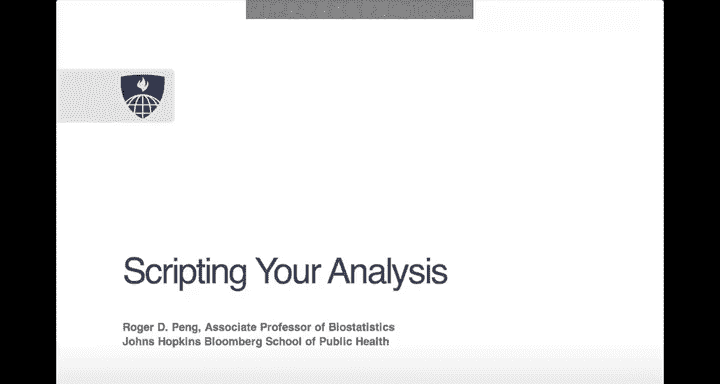 Scripting Your Analysis
Roger D. Peng, Associate Professor of Biostatistics
Johns Hopkins Bloomberg School of Public Health